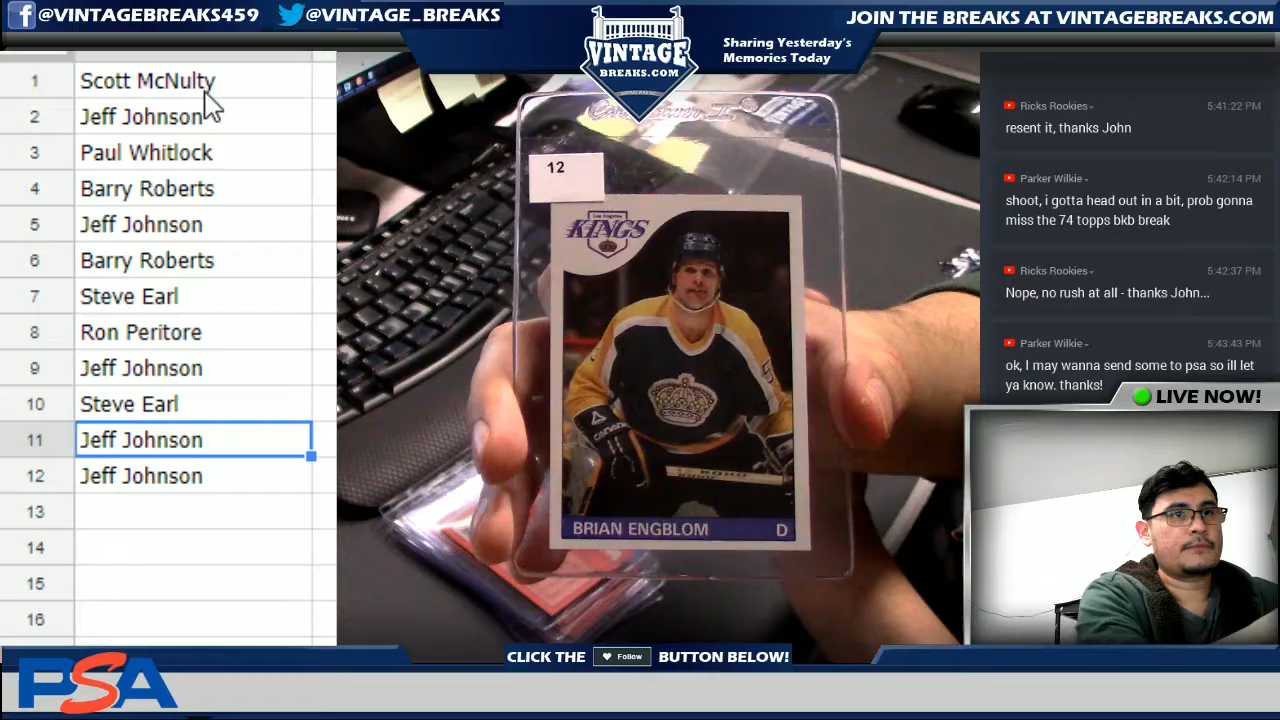 @VINTAGEBREAKS459
@VINTAGE_BREAKS
VINTAGE
BREAKS.COM
Sharing Yesterday's
Memories Today
JOIN THE BREAKS AT VINTAGEBREAKS.COM
1 Scott McNulty
2 Jeff Johnson
3 Paul Whitlock
4 Barry Roberts
5 Jeff Johnson
6 Barry Roberts
7 Steve Earl
8 Ron Peritore
9 Jeff Johnson
10 Steve Earl
11 Jeff Johnson
12 Jeff Johnson
13
14
15
16
12
Los Angeles
KINGS
5
CANADA
KOHO
BRIAN ENGBLOM D
Ricks Rookies 5:41:22 PM
resent it, thanks John
Parker Wilkie 5:42:14 PM
shoot, i gotta head out in a bit, prob gonna
miss the 74 topps bkb break
Ricks Rookies 5:42:37 PM
Nope, no rush at all - thanks John...
Parker Wilkie 5:43:43 PM
ok, I may wanna send some to psa so ill let
ya know. thanks!
LIVE NOW!
CLICK THE Follow BUTTON BELOW!
PSA